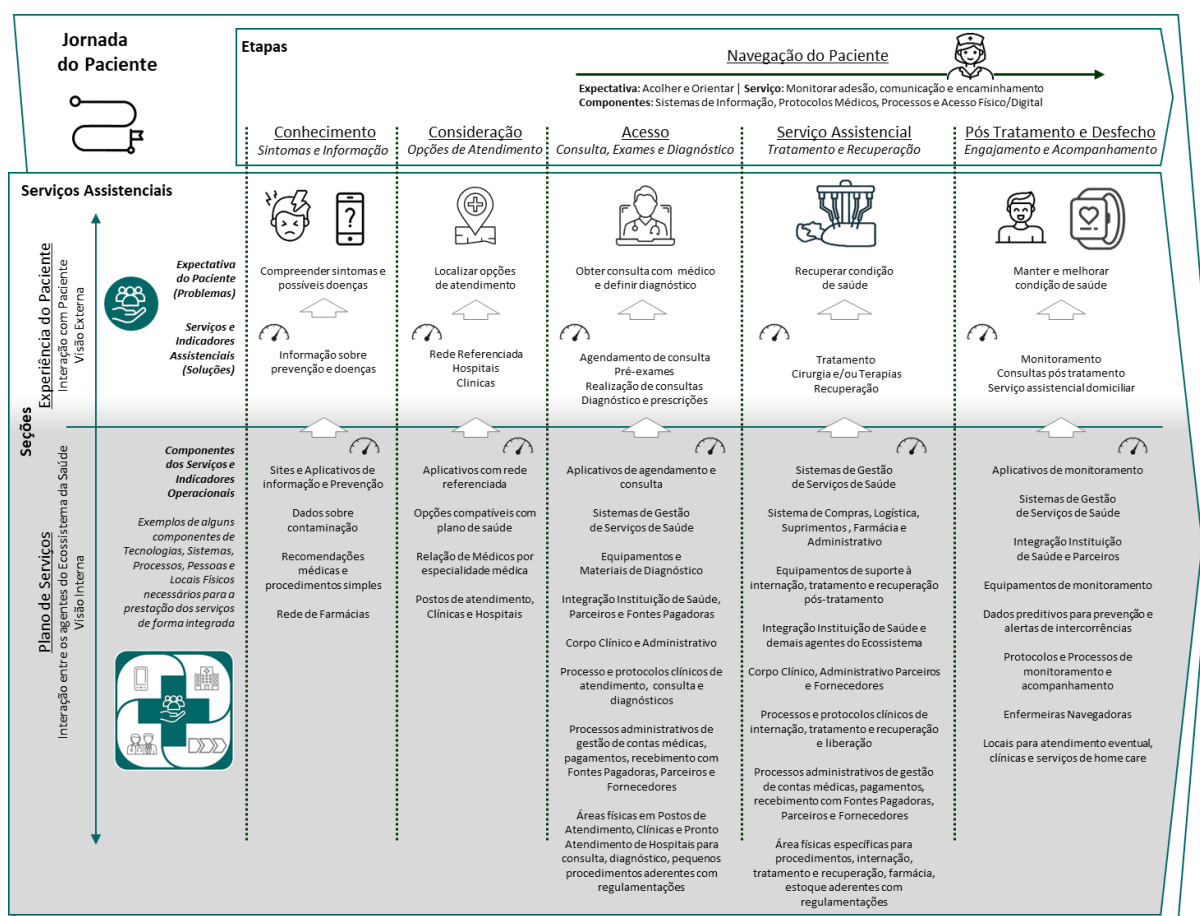 Jornada
do Paciente
Etapas
Navegação do Paciente
Expectativa: Acolher e Orientar | Serviço: Monitorar adesão, comunicação e encaminhamento
Componentes: Sistemas de Informação, Protocolos Médicos, Processos e Acesso Físico/Digital
Conhecimento
Sintomas e Informação
Consideração
Opções de Atendimento
Acesso
Consulta, Exames e Diagnóstico
Serviço Assistencial
Tratamento e Recuperação
Pós Tratamento e Desfecho
Engajamento e Acompanhamento
Serviços Assistenciais
Seções
Experiência do Paciente
Interação com Paciente
Visão Externa
Expectativa
do Paciente
(Problemas)
?
Compreender sintomas e
possíveis doenças
Localizar opções
de atendimento
Obter consulta com médico
e definir diagnóstico
Recuperar condição
de saúde
Manter e melhorar
condição de saúde
Serviços e
Indicadores
Assistenciais
(Soluções)
Informação sobre
prevenção e doenças
Rede Referenciada
Hospitais
Clinicas
Agendamento de consulta
Pré-exames
Realização de consultas
Diagnóstico e prescrições
Tratamento
Cirurgia e/ou Terapias
Recuperação
Monitoramento
Consultas pós tratamento
Serviço assistencial domiciliar
Plano de Serviços
Interação entre os agentes do Ecossistema da Saúde
Visão Interna
Componentes
dos Serviços e
Indicadores
Operacionais
Exemplos de alguns
componentes de
Tecnologias, Sistemas,
Processos, Pessoas e
Locais Físicos
necessários para a
prestação dos serviços
de forma integrada
Sites e Aplicativos de
informação e Prevenção
Dados sobre
contaminação
Recomendações
médicas e
procedimentos simples
Rede de Farmácias
Aplicativos com rede
referenciada
Opções compatíveis com
plano de saúde
Relação de Médicos por
especialidade médica
Postos de atendimento,
Clínicas e Hospitais
Aplicativos de agendamento e
consulta
Sistemas de Gestão
de Serviços de Saúde
Equipamentos e
Materiais de Diagnóstico
Integração Instituição de Saúde,
Parceiros e Fontes Pagadoras
Corpo Clínico e Administrativo
Processo e protocolos clínicos de
atendimento, consulta e
diagnósticos
Processos administrativos de
gestão de contas médicas,
pagamentos, recebimento com
Fontes Pagadoras, Parceiros e
Fornecedores
Áreas físicas em Postos de
Atendimento, Clínicas e Pronto
Atendimento de Hospitais para
consulta, diagnóstico, pequenos
procedimentos aderentes com
regulamentações
Sistemas de Gestão
de Serviços de Saúde
Sistema de Compras, Logística,
Suprimentos , Farmácia e
Administrativo
Equipamentos de suporte à
internação, tratamento e recuperação
pós-tratamento
Integração Instituição de Saúde e
demais agentes do Ecossistema
Corpo Clínico, Administrativo Parceiros
e Fornecedores
Processos e protocolos clínicos de
internação, tratamento e recuperação
e liberação
Processos administrativos de gestão
de contas médicas, pagamentos,
recebimento com Fontes Pagadoras,
Parceiros e Fornecedores
Área físicas específicas para
procedimentos, internação,
tratamento e recuperação, farmácia,
estoque aderentes com
regulamentações
Aplicativos de monitoramento
Sistemas de Gestão
de Serviços de Saúde
Integração Instituição
de Saúde e Parceiros
Equipamentos de monitoramento
Dados preditivos para prevenção e
alertas de intercorrências
Protocolos e Processos de
monitoramento e
acompanhamento
Enfermeiras Navegadoras
Locais para atendimento eventual,
clínicas e serviços de home care